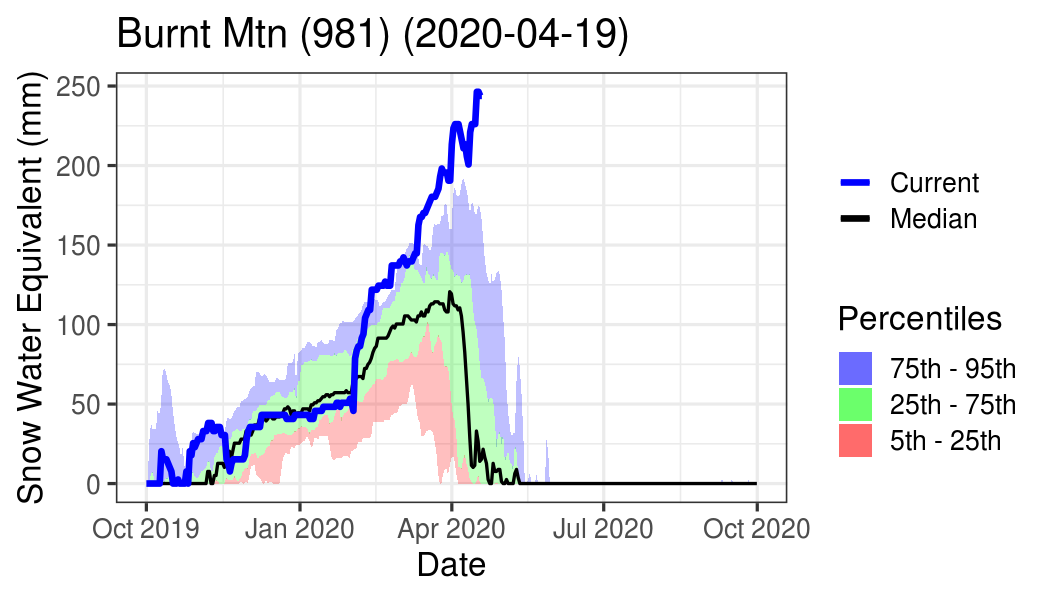 Burnt Mtn (981) (2020-04-19)
Snow Water Equivalent (mm)
250
200
150
100
50
0
Oct 2019
Jan 2020
Apr 2020
Jul 2020
Oct 2020
Date
Current
Median
Percentiles
75th - 95th
25th - 75th
5th - 25th